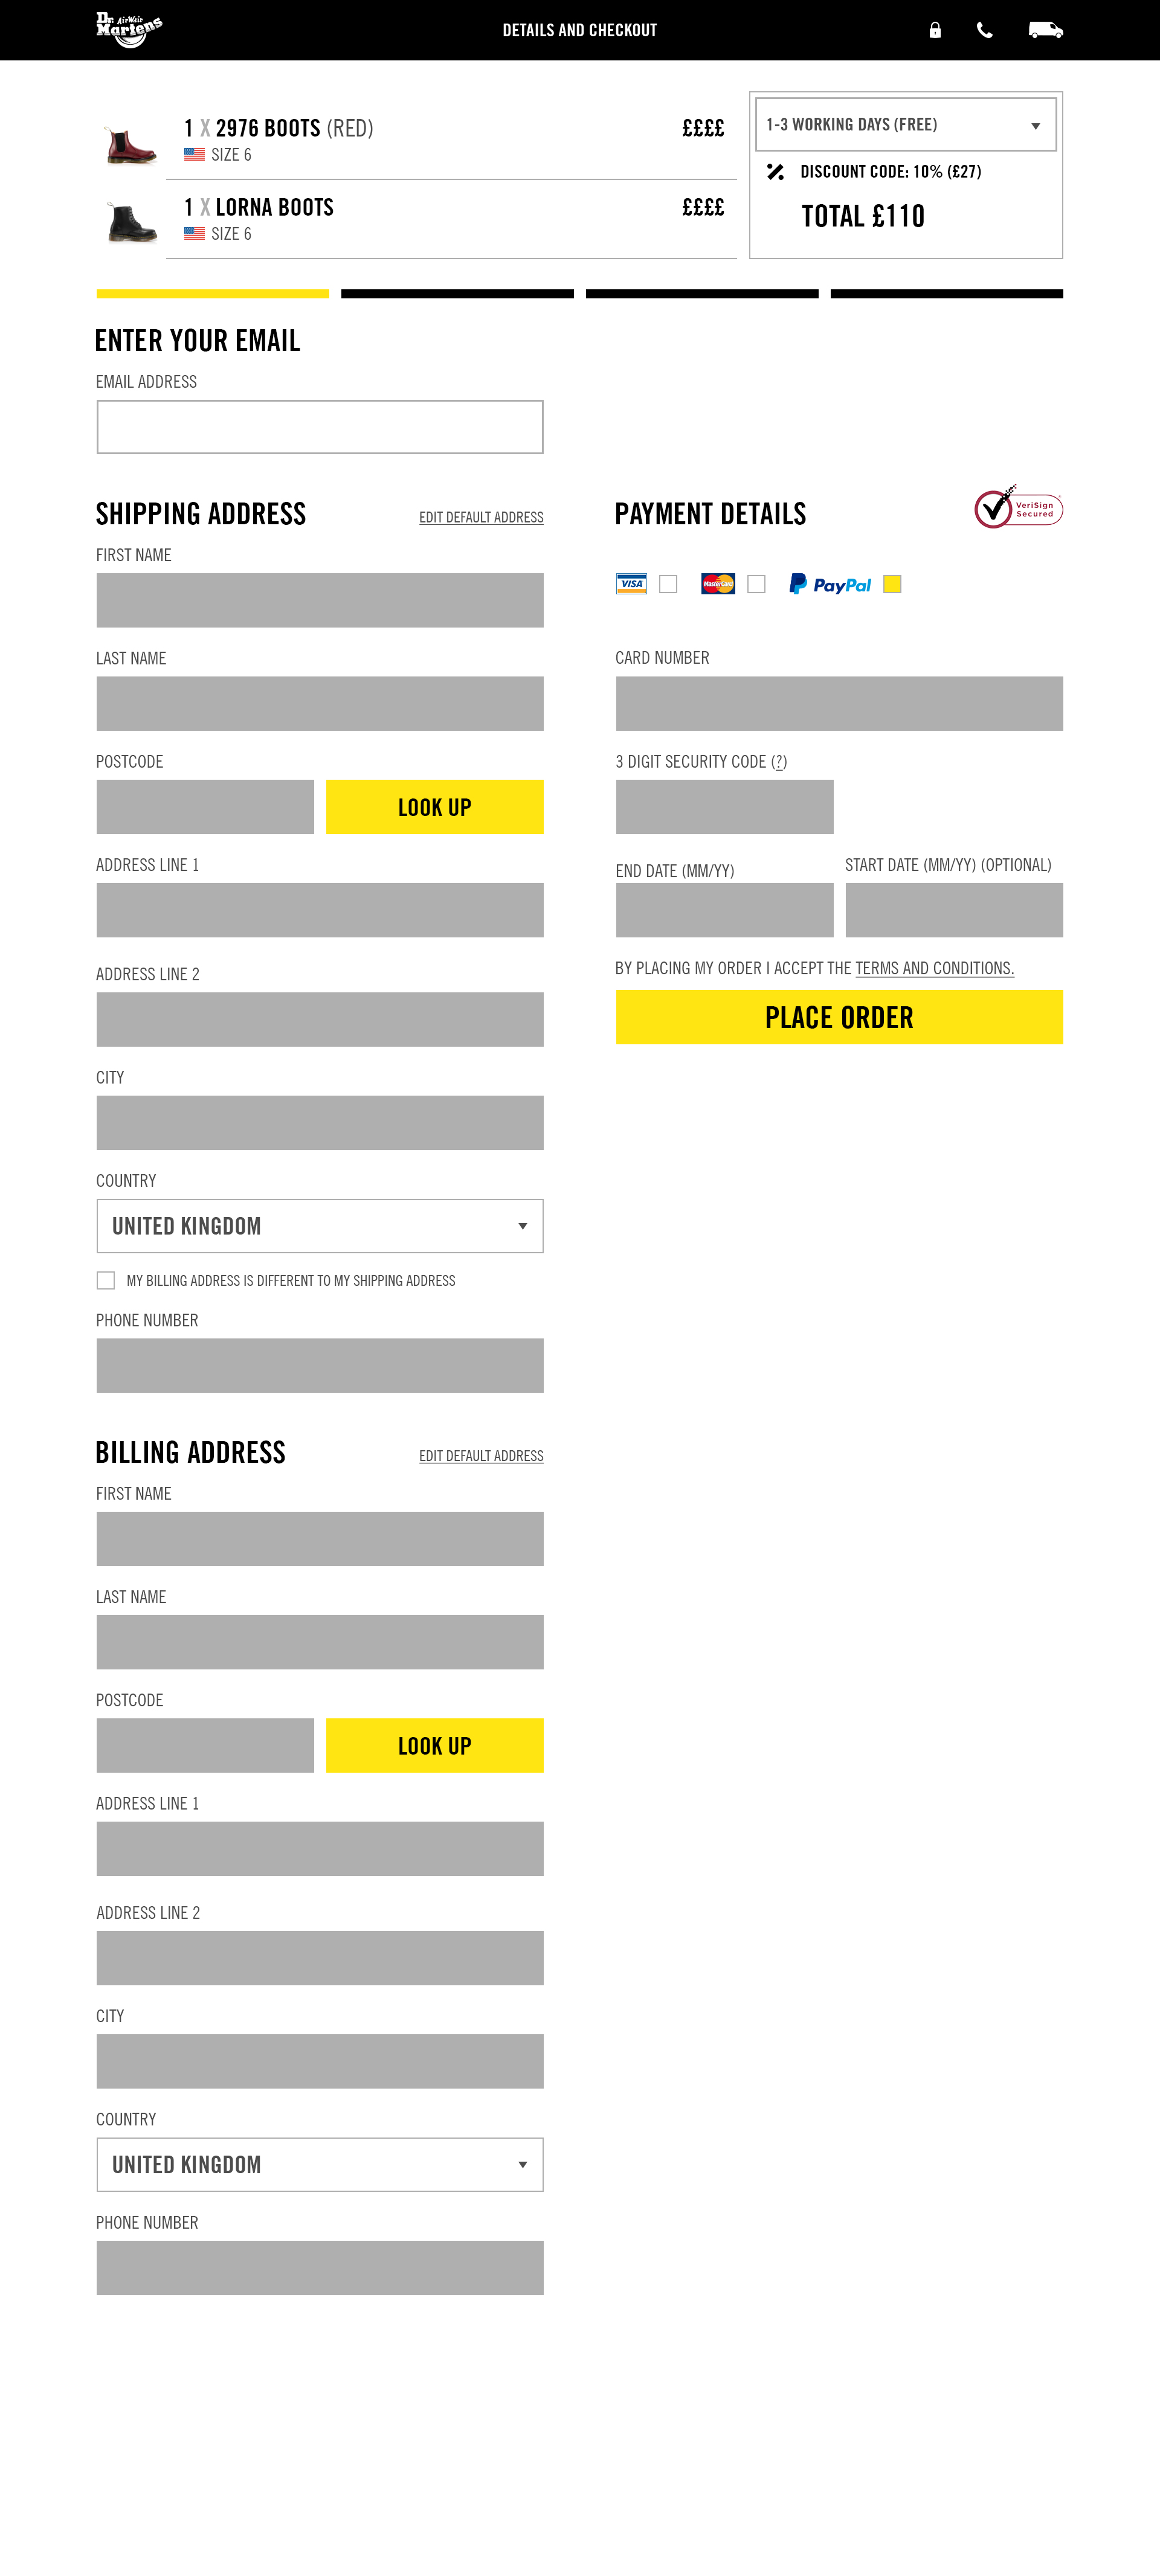 Dr. Martens
AirWair
DETAILS AND CHECKOUT
1 X 2976 BOOTS (RED) ££££
SIZE 6
1 X LORNA BOOTS ££££
SIZE 6
1-3 WORKING DAYS (FREE)
DISCOUNT CODE: 10% (£27)
TOTAL £110
ENTER YOUR EMAIL
EMAIL ADDRESS
SHIPPING ADDRESS
EDIT DEFAULT ADDRESS
FIRST NAME
LAST NAME
POSTCODE
LOOK UP
ADDRESS LINE 1
ADDRESS LINE 2
CITY
COUNTRY
UNITED KINGDOM
MY BILLING ADDRESS IS DIFFERENT TO MY SHIPPING ADDRESS
PHONE NUMBER
PAYMENT DETAILS
VeriSign
Secured
VISA
MasterCard
PayPal
CARD NUMBER
3 DIGIT SECURITY CODE (?)
END DATE (MM/YY)
START DATE (MM/YY) (OPTIONAL)
BY PLACING MY ORDER I ACCEPT THE TERMS AND CONDITIONS.
PLACE ORDER
BILLING ADDRESS
EDIT DEFAULT ADDRESS
FIRST NAME
LAST NAME
POSTCODE
LOOK UP
ADDRESS LINE 1
ADDRESS LINE 2
CITY
COUNTRY
UNITED KINGDOM
PHONE NUMBER